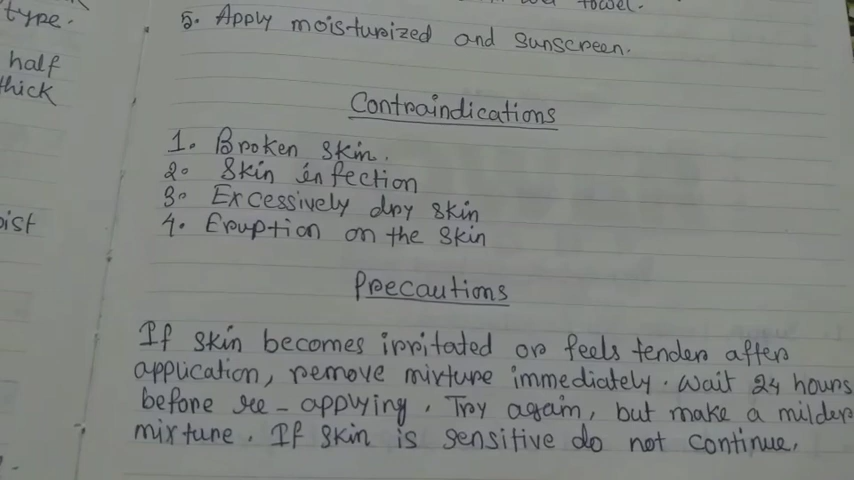 type.
half
thick
towel.
5. Apply moisturized and sunscreen.
Contraindications
1. Broken skin.
2. Skin infection
3. Excessively dry skin
4. Eruption on the skin
Precautions
If skin becomes irritated or feels tender after
application, remove mixture immediately. Wait 24 hours
before re-applying. Try again, but make a milder
mixture. If skin is sensitive do not continue.